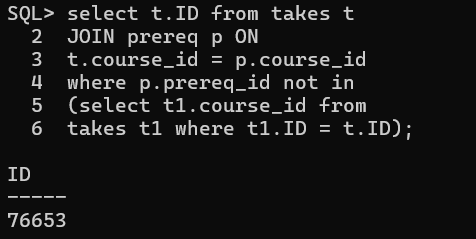 SQL> select t.ID from takes t
  2  JOIN prereq p ON
  3  t.course_id = p.course_id
  4  where p.prereq_id not in
  5  (select t1.course_id from
  6  takes t1 where t1.ID = t.ID);
ID
-----
76653